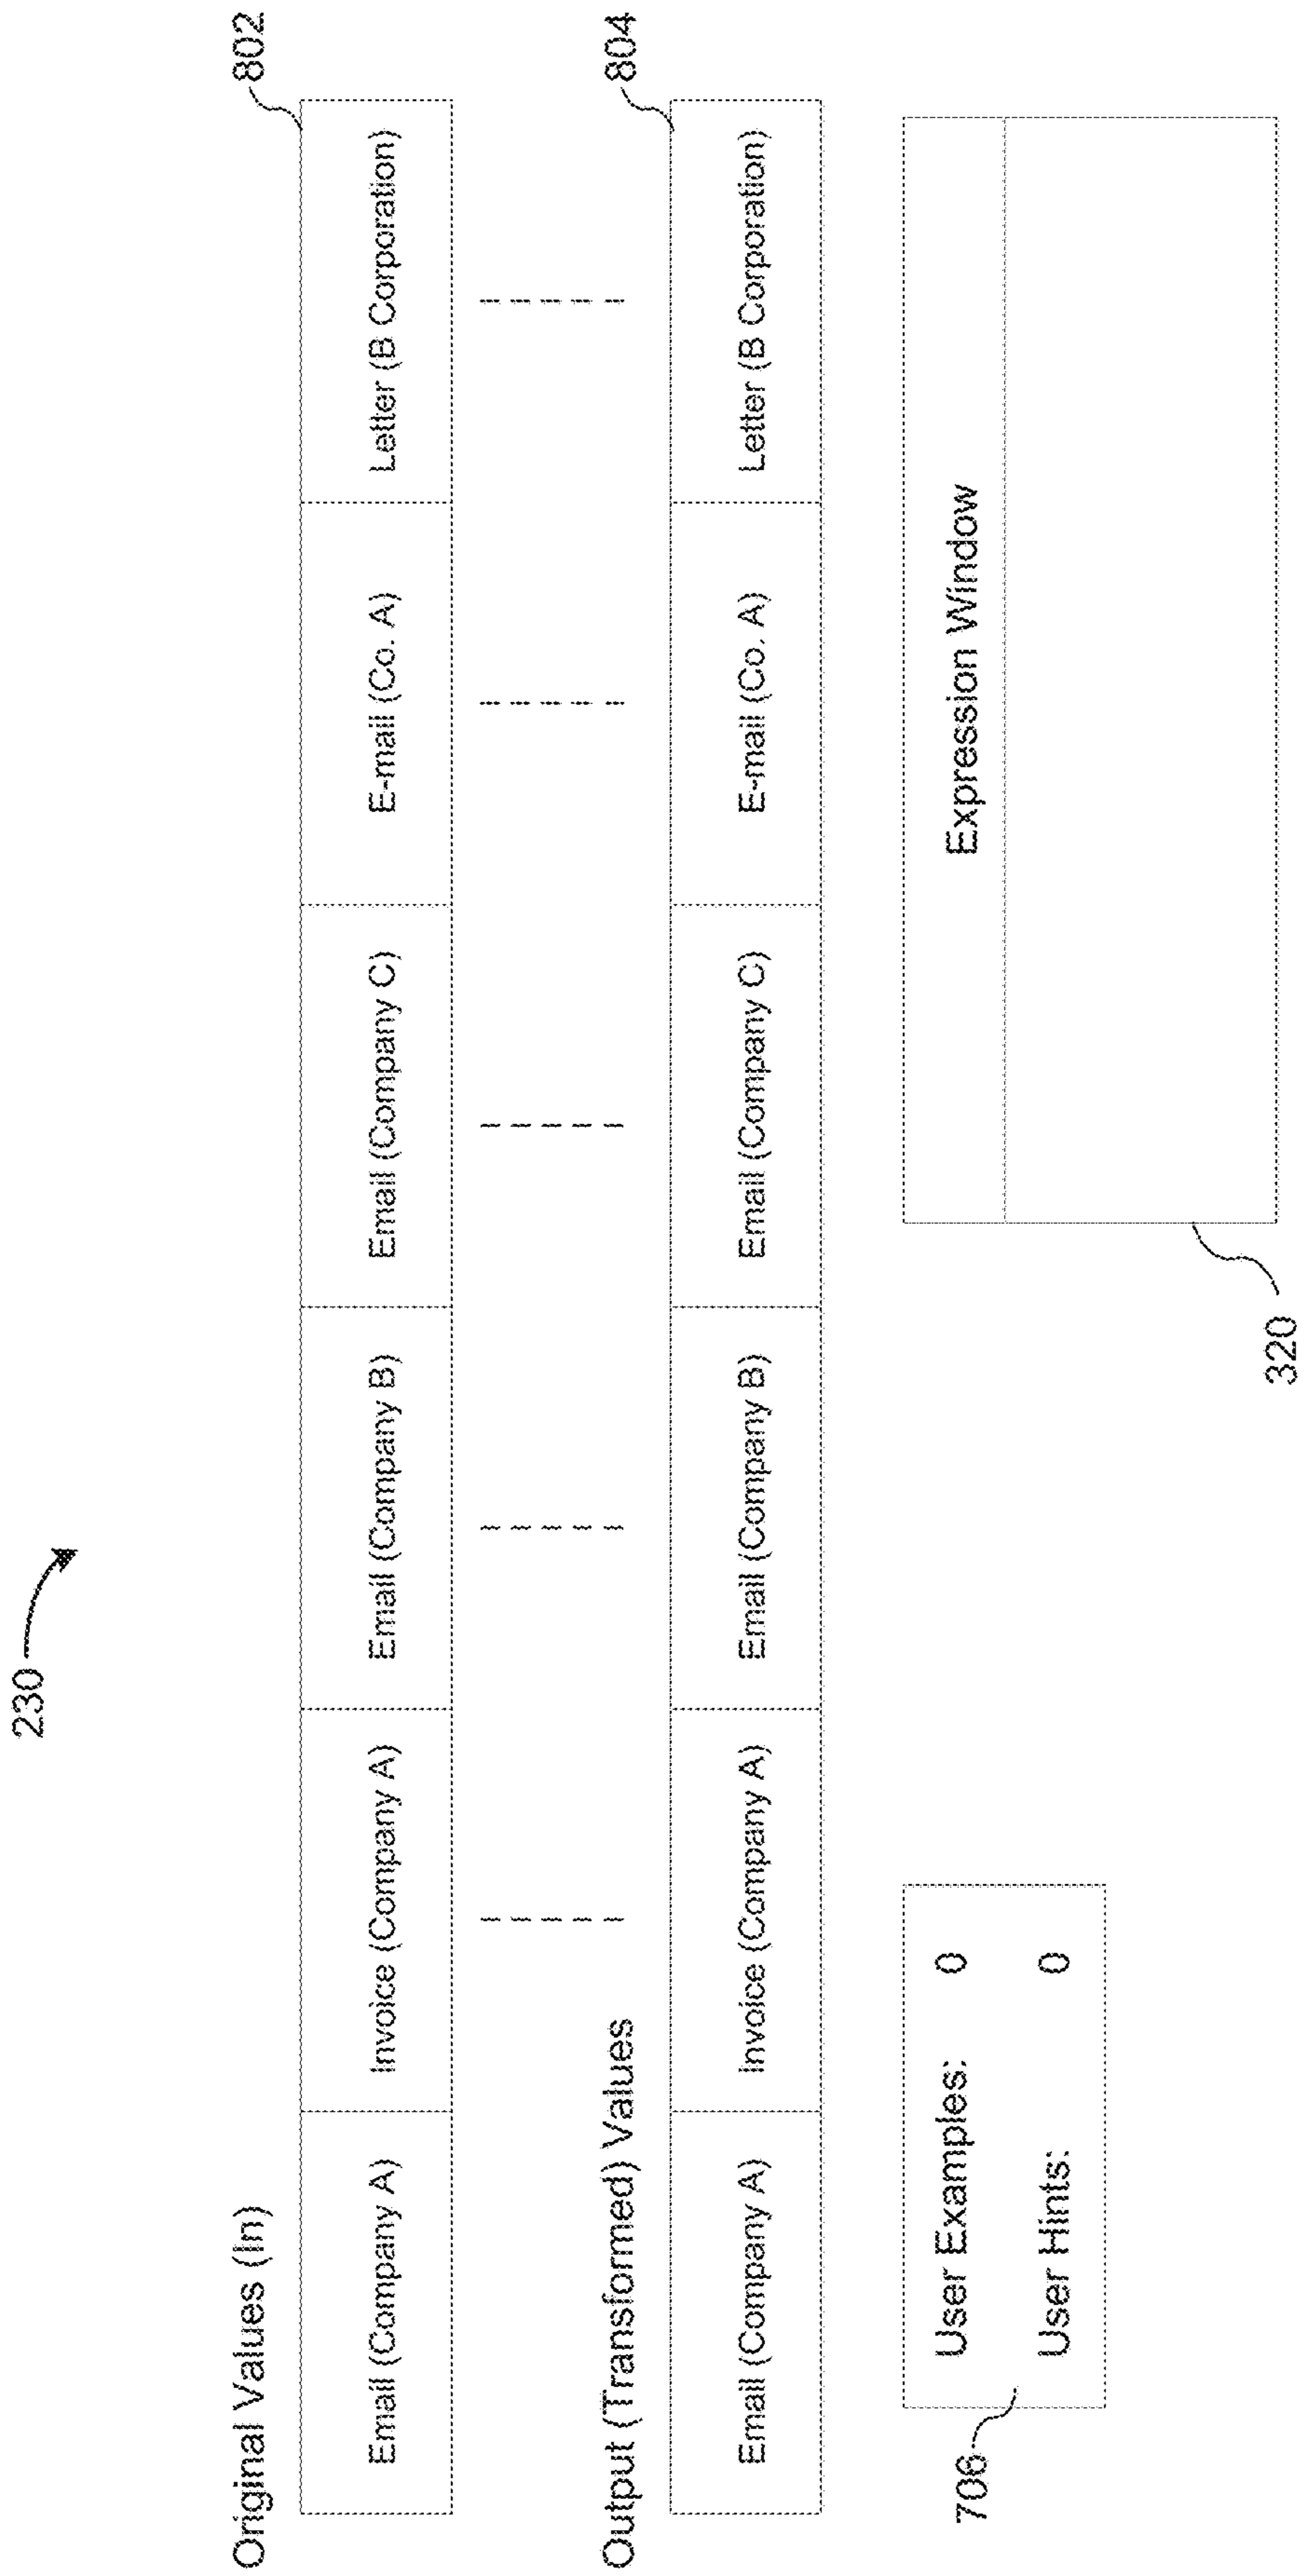 230
Original Values (In)
802
Email (Company A) Invoice (Company A) Email (Company B) Email (Company C) E-mail (Co. A) Letter (B Corporation)
Output (Transformed) Values
804
Email (Company A) Invoice (Company A) Email (Company B) Email (Company C) E-mail (Co. A) Letter (B Corporation)
User Examples: 0
User Hints: 0
706
Expression Window
320